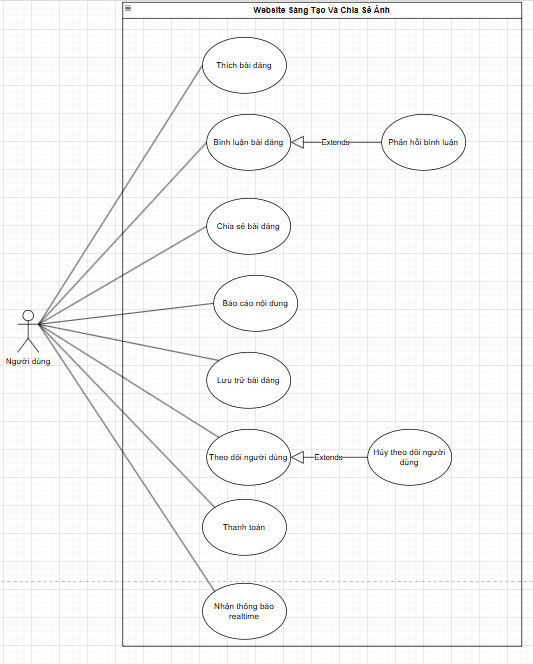 Website Sáng Tạo Và Chia Sẻ Ảnh
Thích bài đăng
Bình luận bài đăng
Extends
Phản hồi bình luận
Chia sẻ bài đăng
Báo cáo nội dung
Người dùng
Lưu trữ bài đăng
Theo dõi người dùng
Extends
Hủy theo dõi người
dùng
Thanh toán
Nhận thông báo
realtime